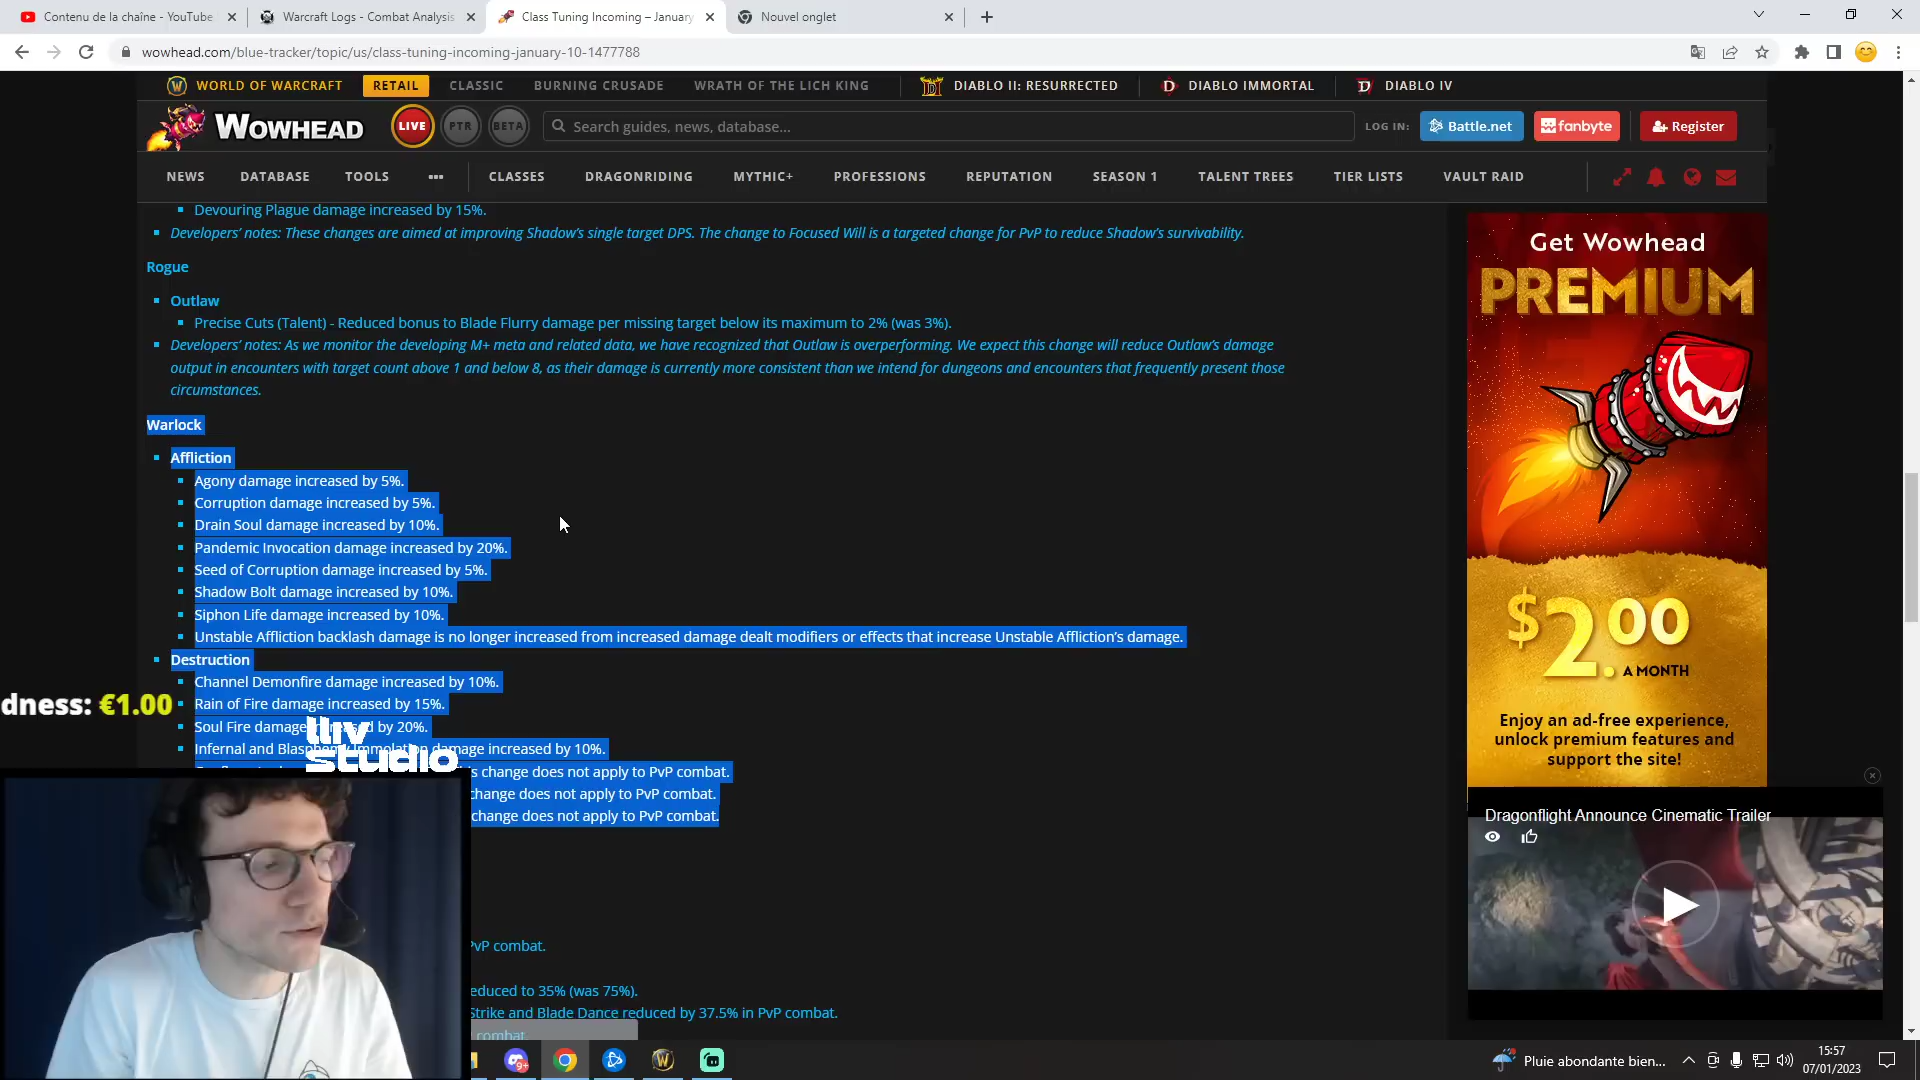 Contenu de la chaîne - YouTube
Warcraft Logs - Combat Analysis
Class Tuning Incoming – January
Nouvel onglet
wowhead.com/blue-tracker/topic/us/class-tuning-incoming-january-10-1477788
WORLD OF WARCRAFT RETAIL CLASSIC BURNING CRUSADE WRATH OF THE LICH KING DIABLO II: RESURRECTED DIABLO IMMORTAL DIABLO IV
WOWHEAD LIVE PTR BETA Search guides, news, database... LOG IN: Battle.net fanbyte Register
NEWS DATABASE TOOLS ••• CLASSES DRAGONRIDING MYTHIC+ PROFESSIONS REPUTATION SEASON 1 TALENT TREES TIER LISTS VAULT RAID
Devouring Plague damage increased by 15%.
Developers’ notes: These changes are aimed at improving Shadow’s single target DPS. The change to Focused Will is a targeted change for PvP to reduce Shadow’s survivability.
Rogue
Outlaw
Precise Cuts (Talent) - Reduced bonus to Blade Flurry damage per missing target below its maximum to 2% (was 3%).
Developers’ notes: As we monitor the developing M+ meta and related data, we have recognized that Outlaw is overperforming. We expect this change will reduce Outlaw’s damage
output in encounters with target count above 1 and below 8, as their damage is currently more consistent than we intend for dungeons and encounters that frequently present those
circumstances.
Warlock
Affliction
Agony damage increased by 5%.
Corruption damage increased by 5%.
Drain Soul damage increased by 10%.
Pandemic Invocation damage increased by 20%.
Seed of Corruption damage increased by 5%.
Shadow Bolt damage increased by 10%.
Siphon Life damage increased by 10%.
Unstable Affliction backlash damage is no longer increased from increased damage dealt modifiers or effects that increase Unstable Affliction’s damage.
Destruction
Channel Demonfire damage increased by 10%.
Rain of Fire damage increased by 15%.
Soul Fire damage increased by 20%.
Infernal and Blasphemy Immolation damage increased by 10%.
change does not apply to PvP combat.
change does not apply to PvP combat.
change does not apply to PvP combat.
dness: €1.00
lliv
studio
PvP combat.
educed to 35% (was 75%).
Strike and Blade Dance reduced by 37.5% in PvP combat.
combat.
Get Wowhead
PREMIUM
$2.00
A MONTH
Enjoy an ad-free experience,
unlock premium features and
support the site!
Dragonflight Announce Cinematic Trailer
9+
Pluie abondante bien...
15:57
07/01/2023